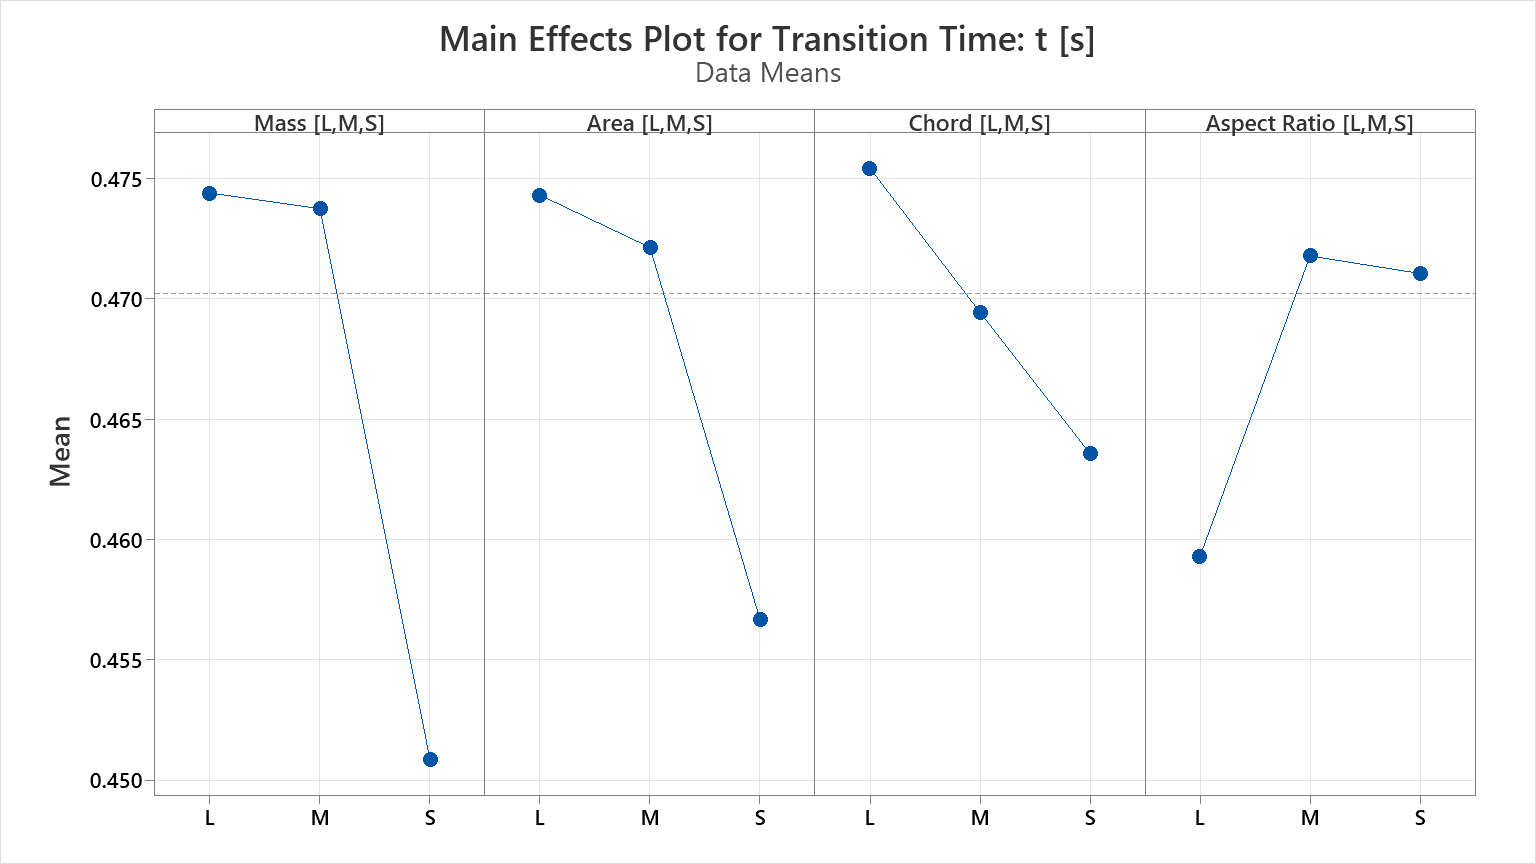 Main Effects Plot for Transition Time: t [s]
Data Means
Mass [L,M,S] Area [L,M,S] Chord [L,M,S] Aspect Ratio [L,M,S]
0.475
0.470
0.465
0.460
0.455
0.450
Mean
L M S L M S L M S L M S